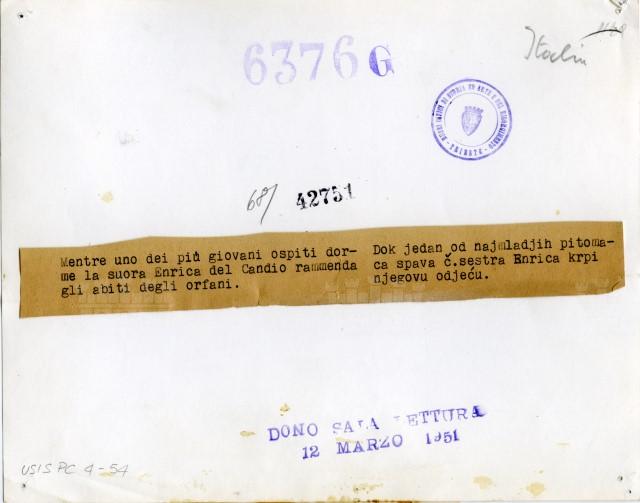 6376 G
Italia
68/ 42751
Mentre uno dei più giovani ospiti dor-
me la suora Enrica del Candio rammenda
gli abiti degli orfani.
Dok jedan od najmladjih pitoma-
ca spava č.sestra Enrica krpi
njegovu odjeću.
DONO SALA LETTURA
12 MARZO 1951
USIS PC 4-54